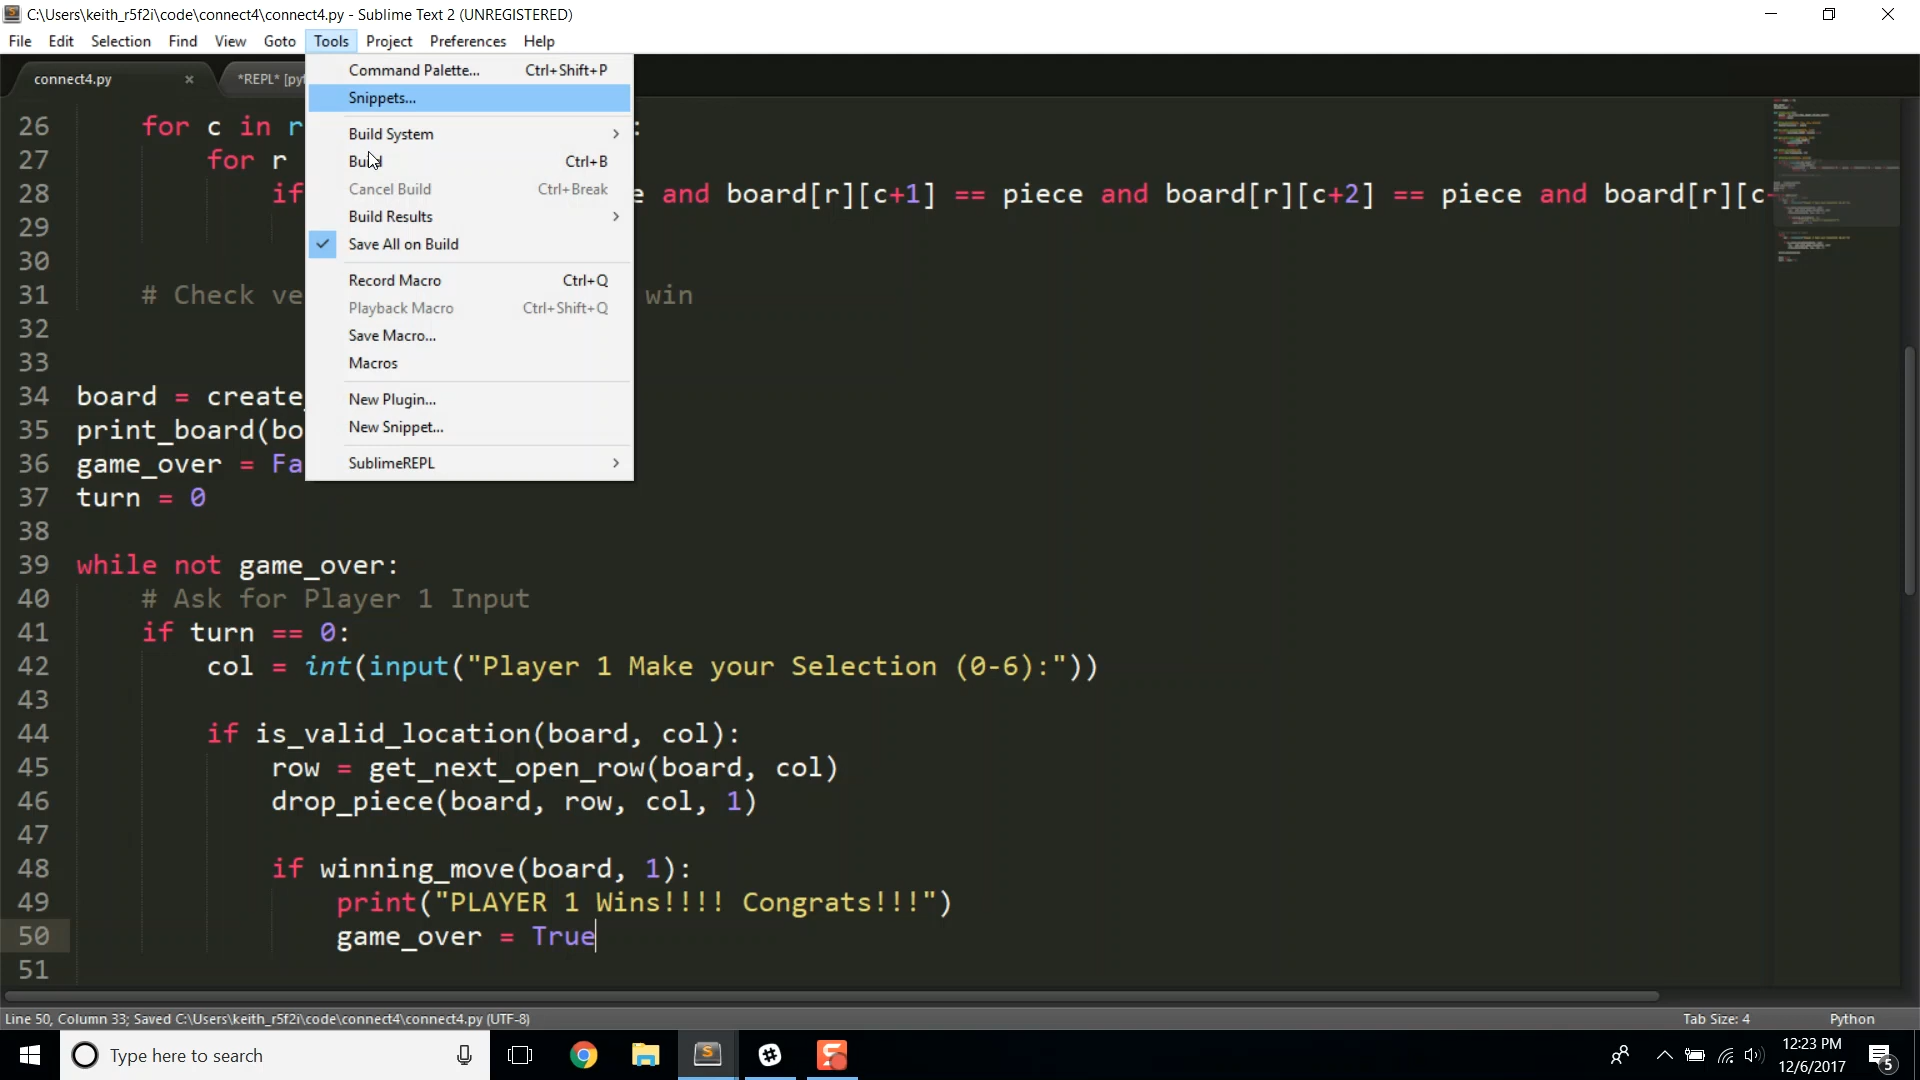 C:\Users\keith_r5f2i\code\connect4\connect4.py - Sublime Text 2 (UNREGISTERED)
File Edit Selection Find View Goto Tools Project Preferences Help
connect4.py × *REPL* [pyt
Command Palette... Ctrl+Shift+P
Snippets...
Build System
Build Ctrl+B
Cancel Build Ctrl+Break
Build Results
Save All on Build
Record Macro Ctrl+Q
Playback Macro Ctrl+Shift+Q
Save Macro...
Macros
New Plugin...
New Snippet...
SublimeREPL
26 for c in r :
27 for r
28 if e and board[r][c+1] == piece and board[r][c+2] == piece and board[r][c
29
30
31 # Check ve win
32
33
34 board = create_
35 print_board(bo
36 game_over = Fa
37 turn = 0
38
39 while not game_over:
40 # Ask for Player 1 Input
41 if turn == 0:
42 col = int(input("Player 1 Make your Selection (0-6):"))
43
44 if is_valid_location(board, col):
45 row = get_next_open_row(board, col)
46 drop_piece(board, row, col, 1)
47
48 if winning_move(board, 1):
49 print("PLAYER 1 Wins!!!! Congrats!!!")
50 game_over = True
51
Line 50, Column 33; Saved C:\Users\keith_r5f2i\code\connect4\connect4.py (UTF-8) Tab Size: 4 Python
Type here to search
12:23 PM
12/6/2017
5